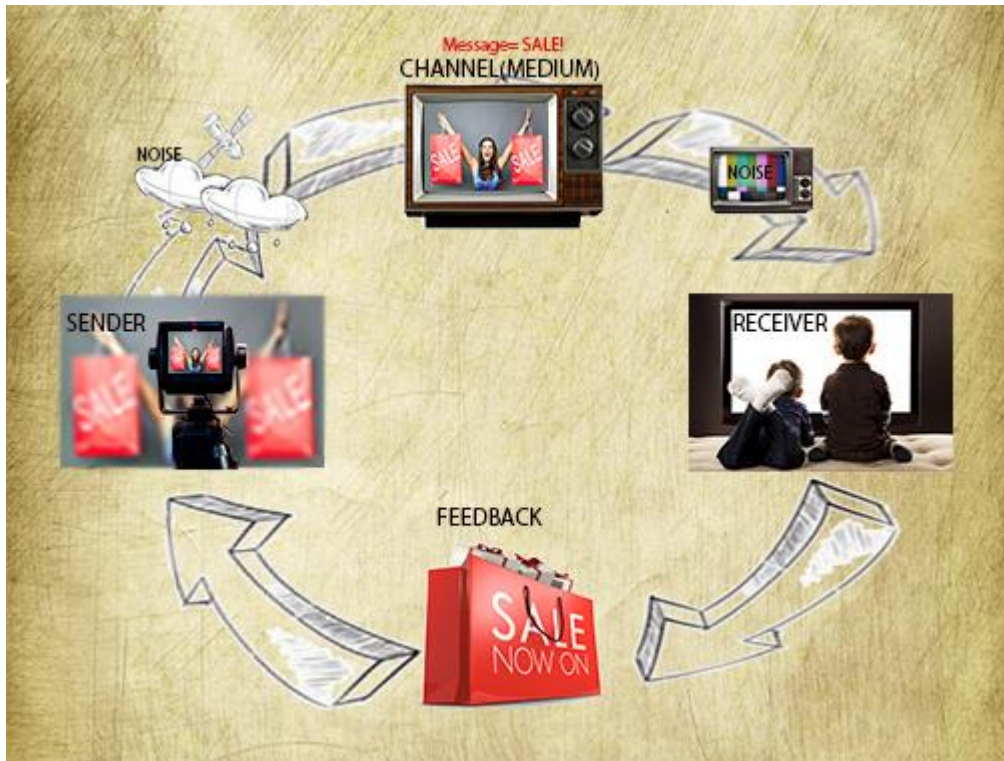 Message= SALE!
CHANNEL(MEDIUM)
NOISE
SALE
SALE
NOISE
SENDER
SALE
SALE
RECEIVER
FEEDBACK
SALE
NOW ON